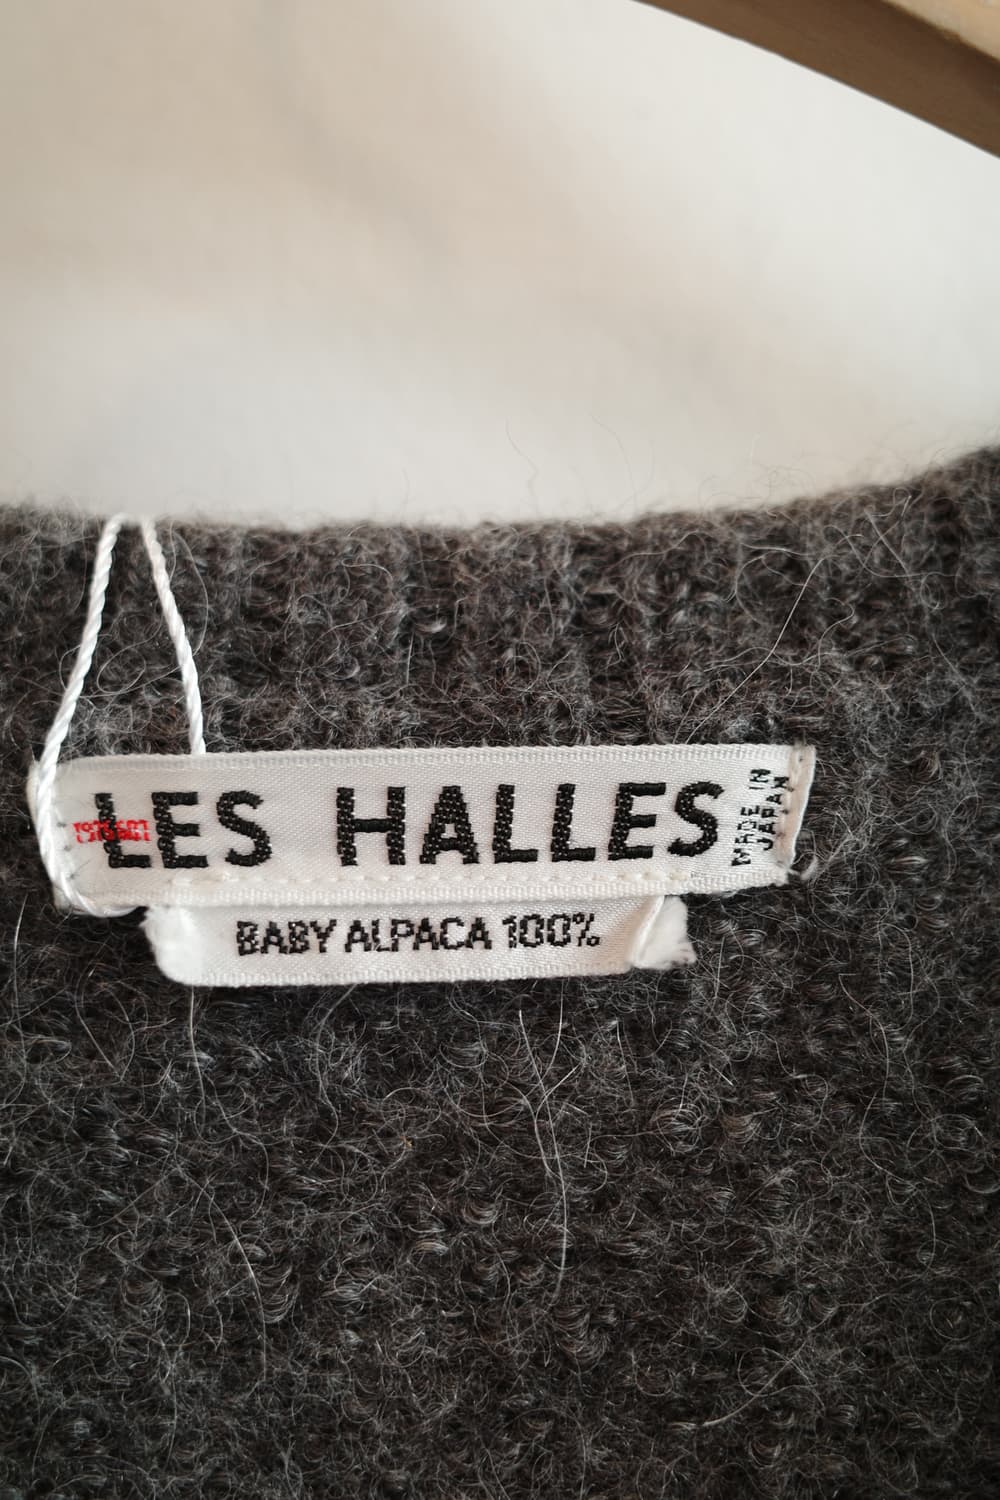 LES HALLES
MADE IN
JAPAN
BABY ALPACA 100%